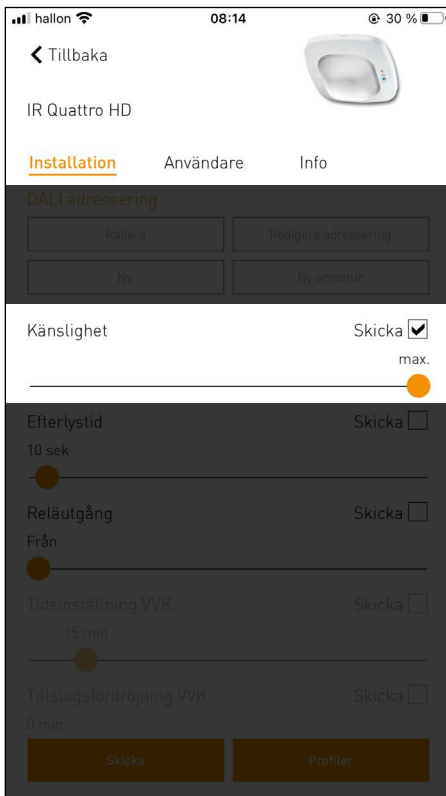 hallon 08:14 30 %
Tillbaka
IR Quattro HD
Installation Användare Info
DALI adressering
Radera Redigera adressering
Ny Ny armatur
Känslighet Skicka
max.
Efterlystid Skicka
10 sek
Reläutgång Skicka
Från
Tidsinställning VVK Skicka
15 min
Tillslagsfördröjning VVK Skicka
0 min
Skicka Profiler